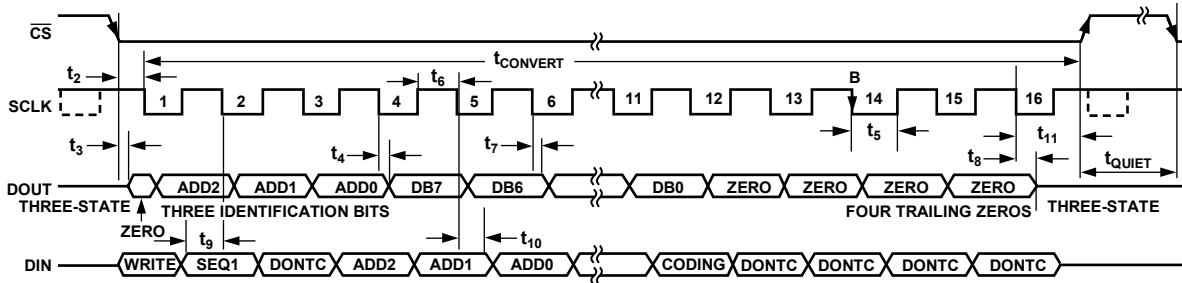 CS
t2
tCONVERT
t6
B
SCLK
1 2 3 4 5 6 11 12 13 14 15 16
t3
t4
t7
t5
t11
t8
tQUIET
DOUT
ADD2 ADD1 ADD0 DB7 DB6 DB0 ZERO ZERO ZERO ZERO
THREE-STATE
THREE IDENTIFICATION BITS
FOUR TRAILING ZEROS
THREE-STATE
ZERO
t9
t10
DIN
WRITE SEQ1 DONTC ADD2 ADD1 ADD0 CODING DONTC DONTC DONTC DONTC